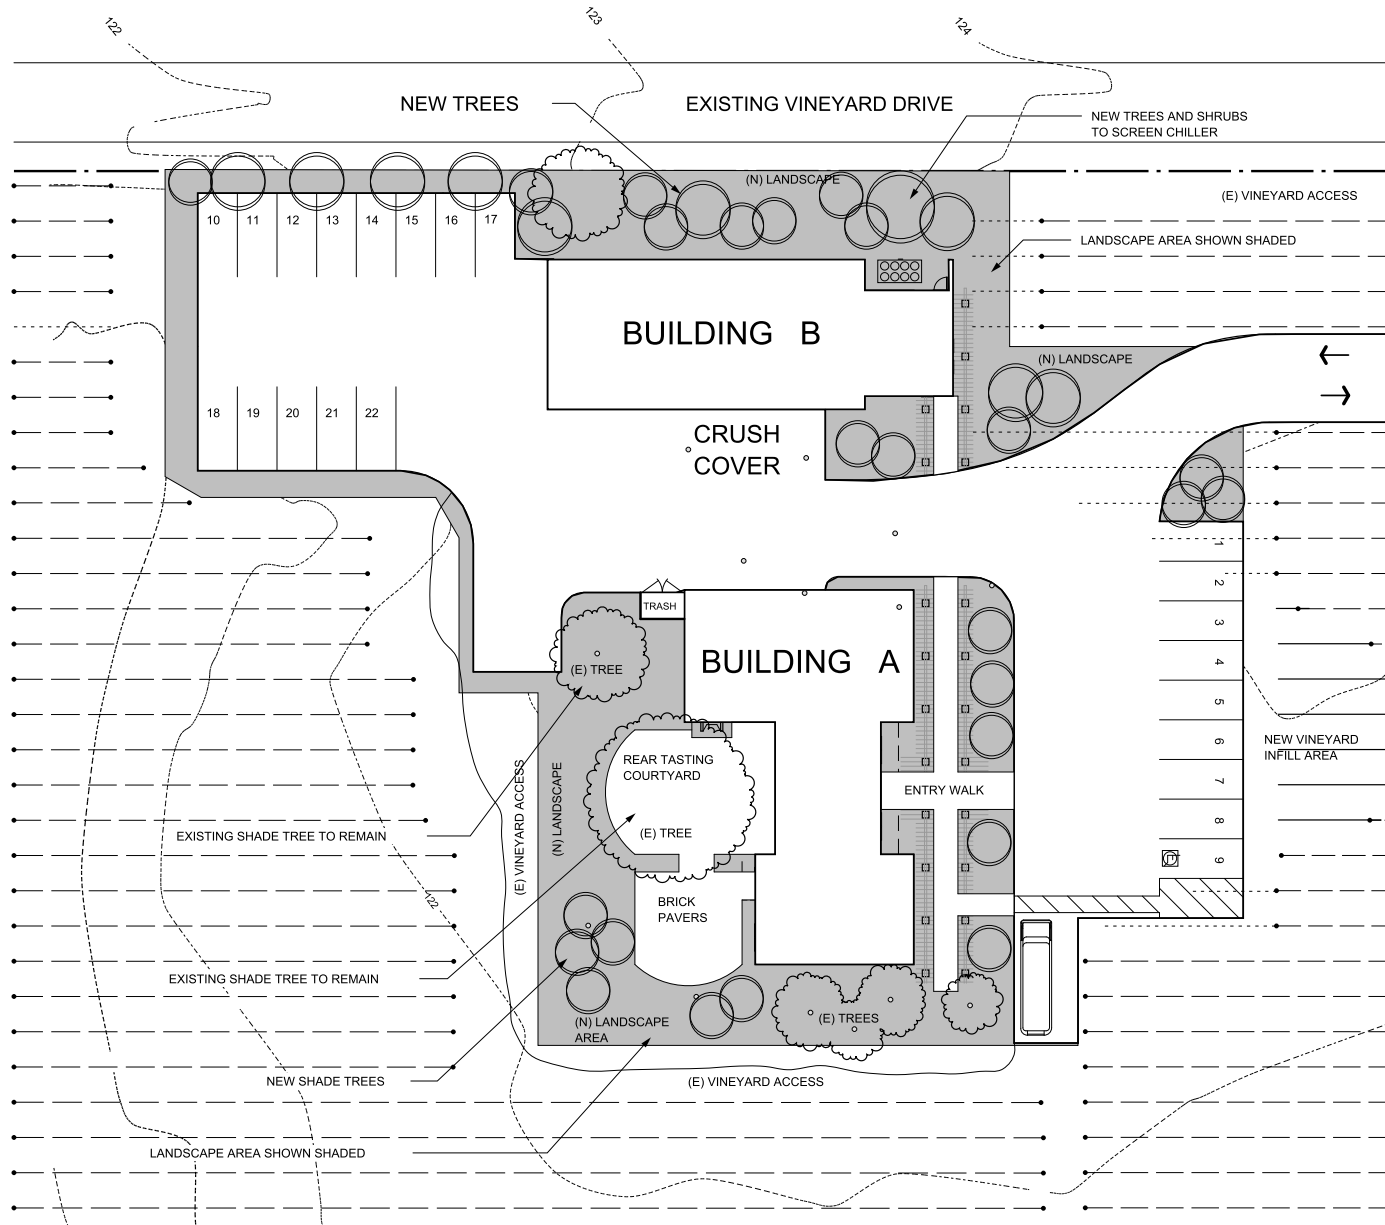 122
123
124
NEW TREES
EXISTING VINEYARD DRIVE
NEW TREES AND SHRUBS
TO SCREEN CHILLER
(N) LANDSCAPE
(E) VINEYARD ACCESS
10 11 12 13 14 15 16 17
LANDSCAPE AREA SHOWN SHADED
BUILDING B
(N) LANDSCAPE
18 19 20 21 22
CRUSH
COVER
1
2
3
4
5
6
7
8
9
TRASH
(E) TREE
BUILDING A
REAR TASTING
COURTYARD
(E) TREE
NEW VINEYARD
INFILL AREA
ENTRY WALK
(E) VINEYARD ACCESS
(N) LANDSCAPE
EXISTING SHADE TREE TO REMAIN
122
BRICK
PAVERS
EXISTING SHADE TREE TO REMAIN
(N) LANDSCAPE
AREA
(E) TREES
NEW SHADE TREES
(E) VINEYARD ACCESS
LANDSCAPE AREA SHOWN SHADED